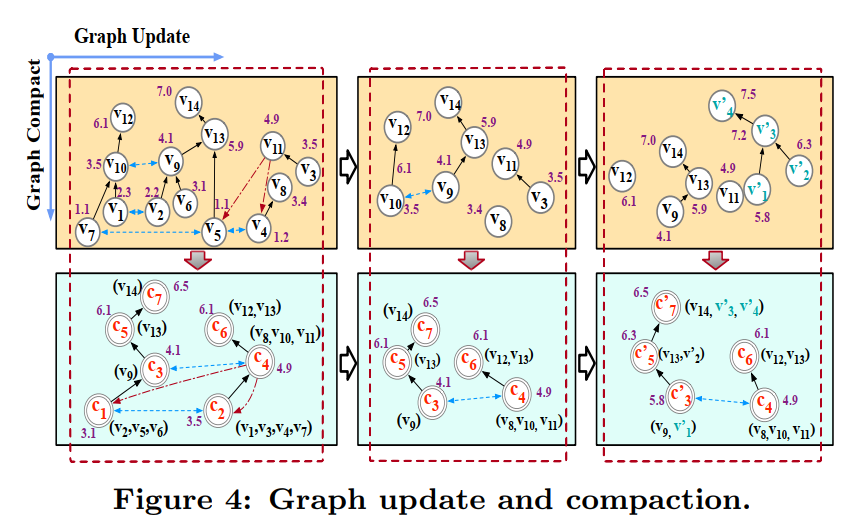 Graph Update
Graph Compact
7.0
v14
6.1
v12
4.1
v13
5.9
4.9
v11
3.5
v10
v9
3.5
v3
2.3
2.2
3.1
v8
3.4
1.1
v1
v2
v6
1.1
v7
v5
v4
1.2
7.0
v14
v12
5.9
v13
4.9
v11
6.1
4.1
v9
3.5
v3
v10
3.5
3.4
v8
7.5
v'4
v'3
7.2
7.0
v14
6.3
v'2
v12
6.1
v13
4.9
v11
v'1
v9
5.9
5.8
4.1
(v14)
c7
6.5
6.1
c5
(v13)
6.1
(v12,v13)
c6
(v8,v10, v11)
4.1
c3
c4
4.9
(v9)
c1
3.1
(v2,v5,v6)
3.5
c2
(v1,v3,v4,v7)
6.5
(v14)
c7
6.1
c5
(v13)
6.1
c6
(v12,v13)
4.1
c3
(v9)
c4
4.9
(v8,v10, v11)
6.5
c'7
(v14, v'3, v'4)
6.3
c'5
(v13,v'2)
6.1
c6
(v12,v13)
5.8
c'3
(v9, v'1)
c4
4.9
(v8,v10, v11)
Figure 4: Graph update and compaction.